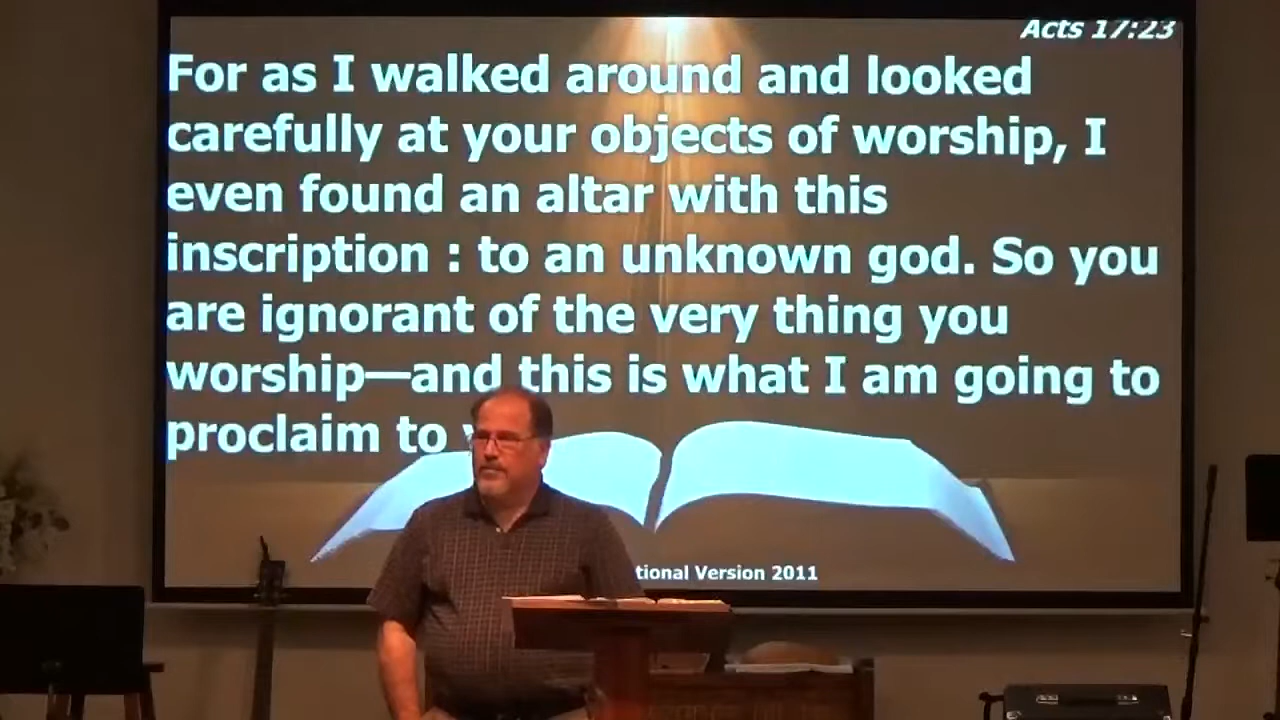 Acts 17:23
For as I walked around and looked
carefully at your objects of worship, I
even found an altar with this
inscription : to an unknown god. So you
are ignorant of the very thing you
worship—and this is what I am going to
proclaim to
tional Version 2011